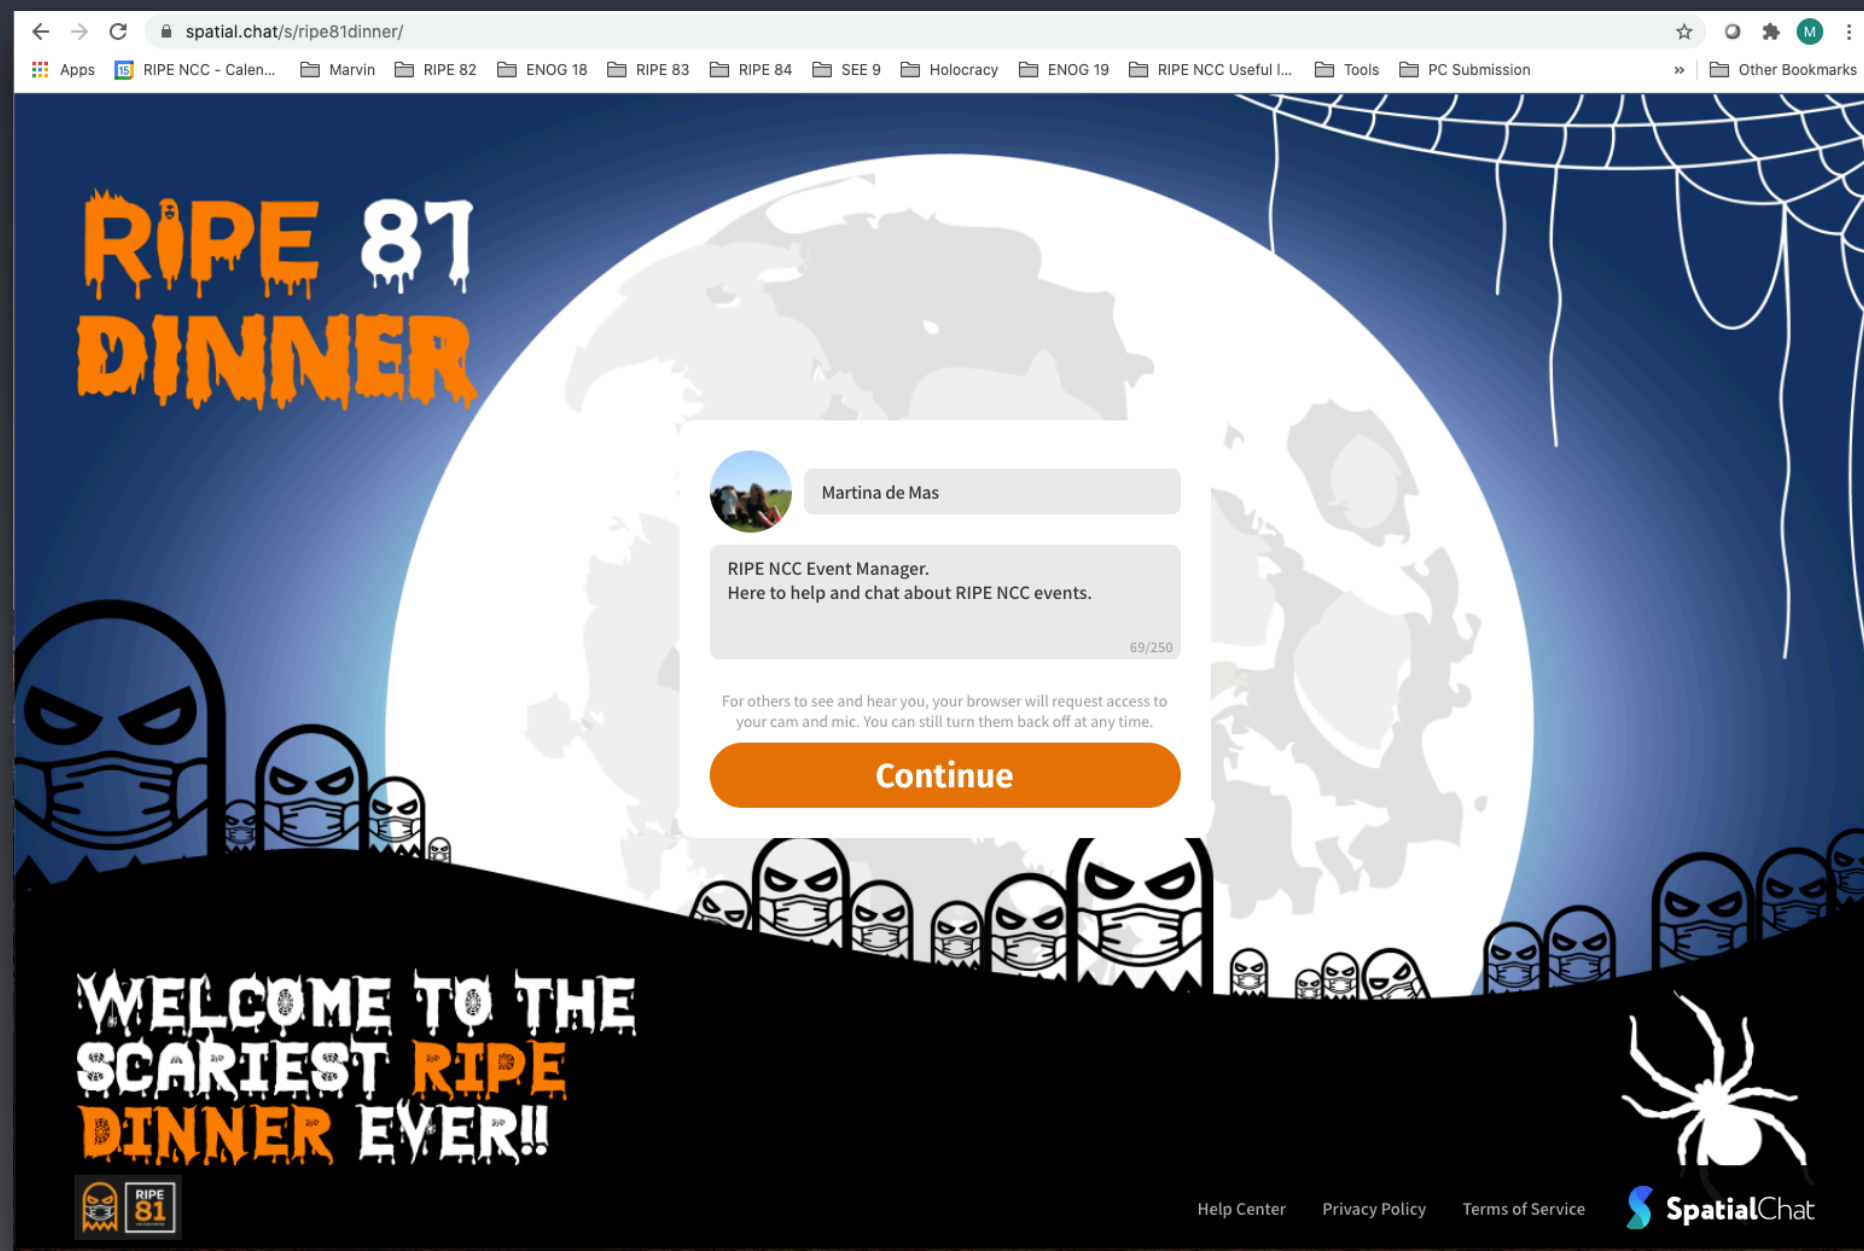 spatial.chat/s/ripe81dinner/
M
Apps
15
RIPE NCC - Calen...
Marvin
RIPE 82
ENOG 18
RIPE 83
RIPE 84
SEE 9
Holocracy
ENOG 19
RIPE NCC Useful l...
Tools
PC Submission
»
Other Bookmarks
RIPE 81
DINNER
Martina de Mas
RIPE NCC Event Manager.
Here to help and chat about RIPE NCC events.
69/250
For others to see and hear you, your browser will request access to
your cam and mic. You can still turn them back off at any time.
Continue
WELCOME TO THE
SCARIEST RIPE
DINNER EVER!!
RIPE
81
Help Center
Privacy Policy
Terms of Service
SpatialChat